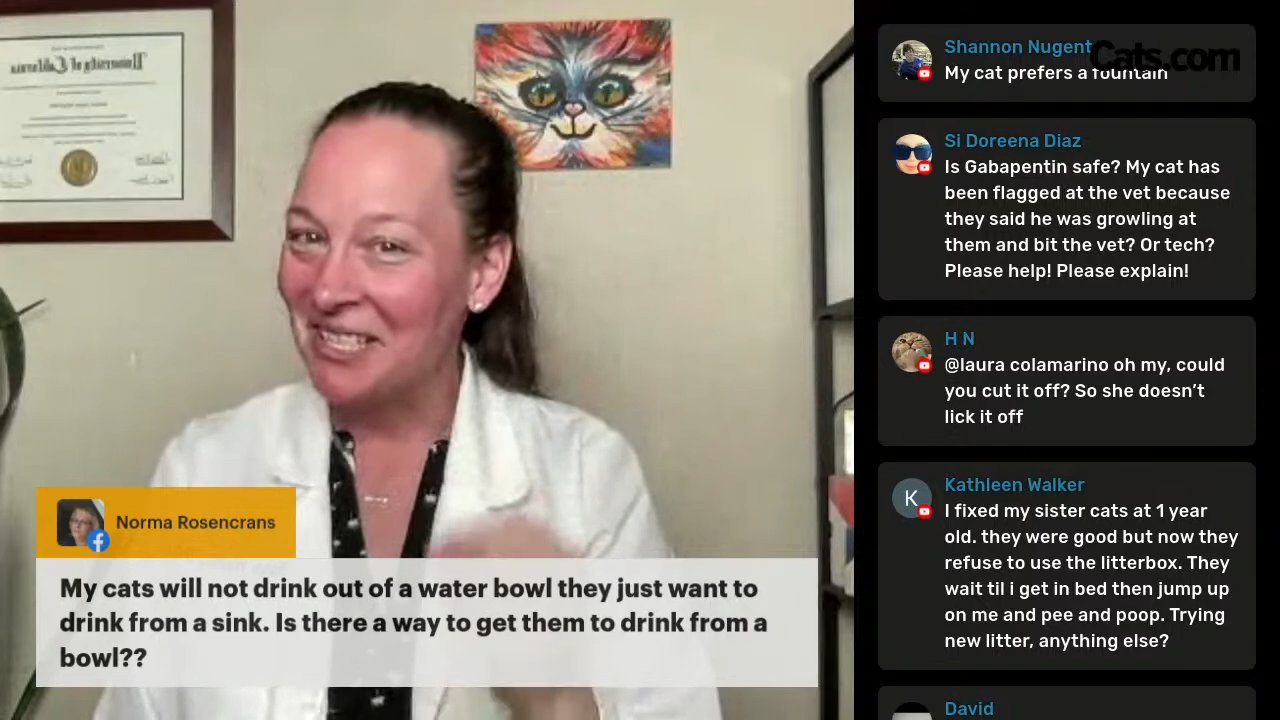 University of California
Norma Rosencrans
My cats will not drink out of a water bowl they just want to
drink from a sink. Is there a way to get them to drink from a
bowl??
Cats.com
Shannon Nugent
My cat prefers a fountain
Si Doreena Diaz
Is Gabapentin safe? My cat has
been flagged at the vet because
they said he was growling at
them and bit the vet? Or tech?
Please help! Please explain!
H N
@laura colamarino oh my, could
you cut it off? So she doesn’t
lick it off
K
Kathleen Walker
I fixed my sister cats at 1 year
old. they were good but now they
refuse to use the litterbox. They
wait til i get in bed then jump up
on me and pee and poop. Trying
new litter, anything else?
David